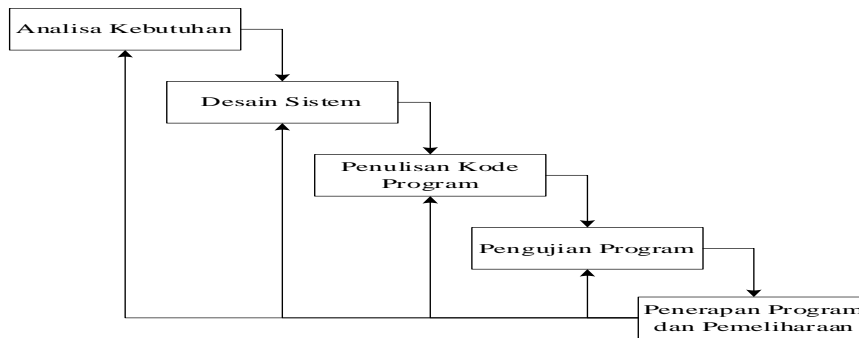 Analisa Kebutuhan
Desain Sistem
Penulisan Kode
Program
Pengujian Program
Penerapan Program
dan Pemeliharaan